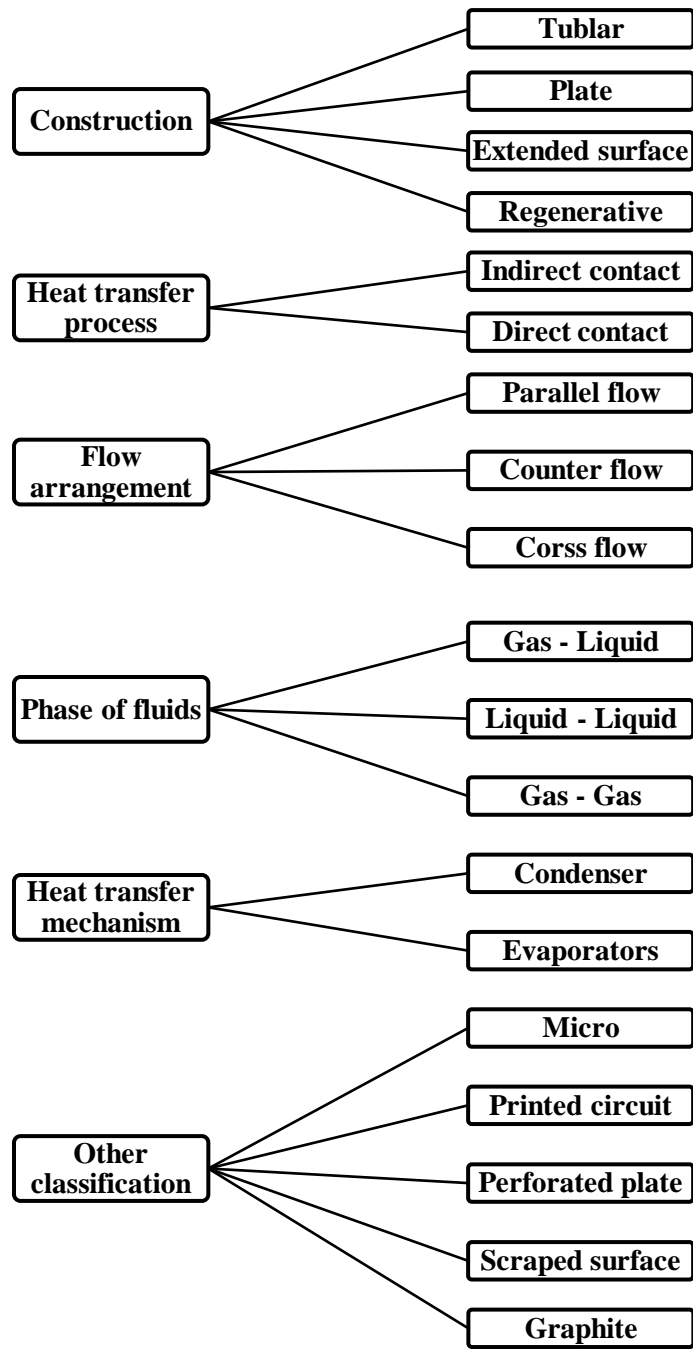 Construction
Tublar
Plate
Extended surface
Regenerative
Heat transfer
process
Indirect contact
Direct contact
Flow
arrangement
Parallel flow
Counter flow
Corss flow
Phase of fluids
Gas - Liquid
Liquid - Liquid
Gas - Gas
Heat transfer
mechanism
Condenser
Evaporators
Other
classification
Micro
Printed circuit
Perforated plate
Scraped surface
Graphite